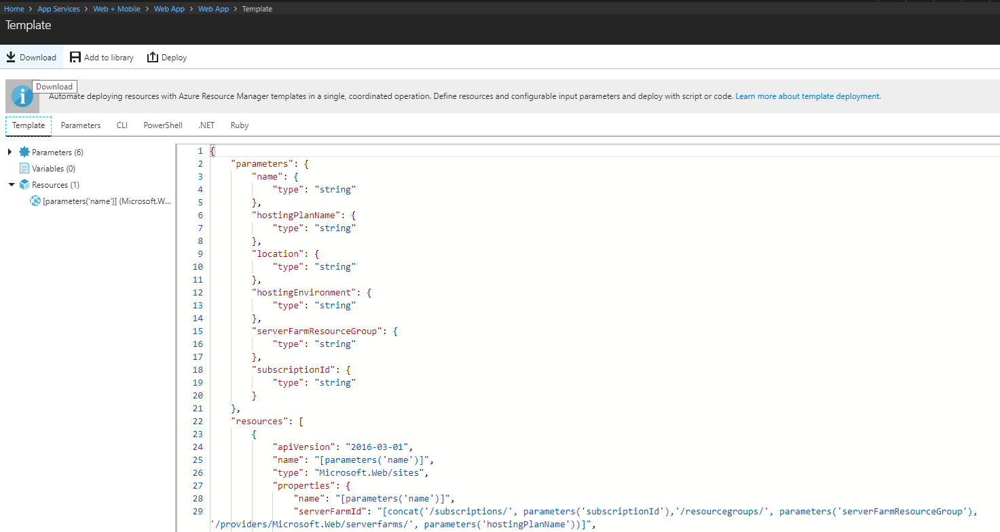 Home > App Services > Web + Mobile > Web App > Web App > Template
Template
Download Add to library Deploy
Download
Automate deploying resources with Azure Resource Manager templates in a single, coordinated operation. Define resources and configurable input parameters and deploy with script or code. Learn more about template deployment.
Template Parameters CLI PowerShell .NET Ruby
Parameters (6)
Variables (0)
Resources (1)
[parameters('name')] (Microsoft.W...
1 {
2 "parameters": {
3 "name": {
4 "type": "string"
5 },
6 "hostingPlanName": {
7 "type": "string"
8 },
9 "location": {
10 "type": "string"
11 },
12 "hostingEnvironment": {
13 "type": "string"
14 },
15 "serverFarmResourceGroup": {
16 "type": "string"
17 },
18 "subscriptionId": {
19 "type": "string"
20 }
21 },
22 "resources": [
23 {
24 "apiVersion": "2016-03-01",
25 "name": "[parameters('name')]",
26 "type": "Microsoft.Web/sites",
27 "properties": {
28 "name": "[parameters('name')]",
29 "serverFarmId": "[concat('/subscriptions/', parameters('subscriptionId'),'/resourcegroups/', parameters('serverFarmResourceGroup'),
'/providers/Microsoft.Web/serverfarms/', parameters('hostingPlanName'))]",